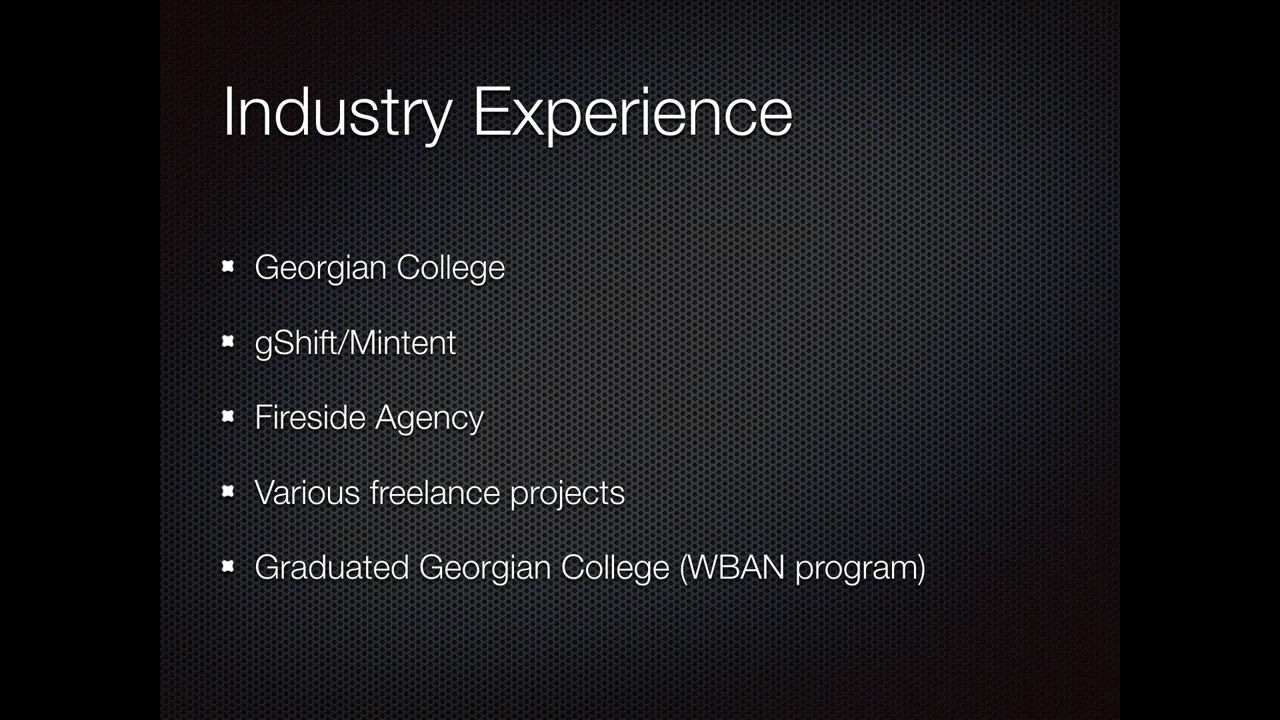 Industry Experience
Georgian College
gShift/Mintent
Fireside Agency
Various freelance projects
Graduated Georgian College (WBAN program)